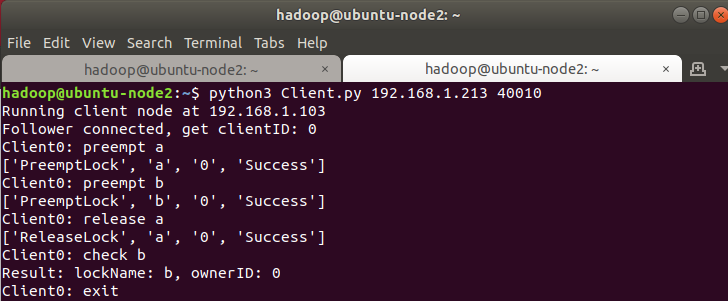 hadoop@ubuntu-node2: ~
File Edit View Search Terminal Tabs Help
hadoop@ubuntu-node2: ~ × hadoop@ubuntu-node2: ~ ×
hadoop@ubuntu-node2:~$ python3 Client.py 192.168.1.213 40010
Running client node at 192.168.1.103
Follower connected, get clientID: 0
Client0: preempt a
['PreemptLock', 'a', '0', 'Success']
Client0: preempt b
['PreemptLock', 'b', '0', 'Success']
Client0: release a
['ReleaseLock', 'a', '0', 'Success']
Client0: check b
Result: lockName: b, ownerID: 0
Client0: exit